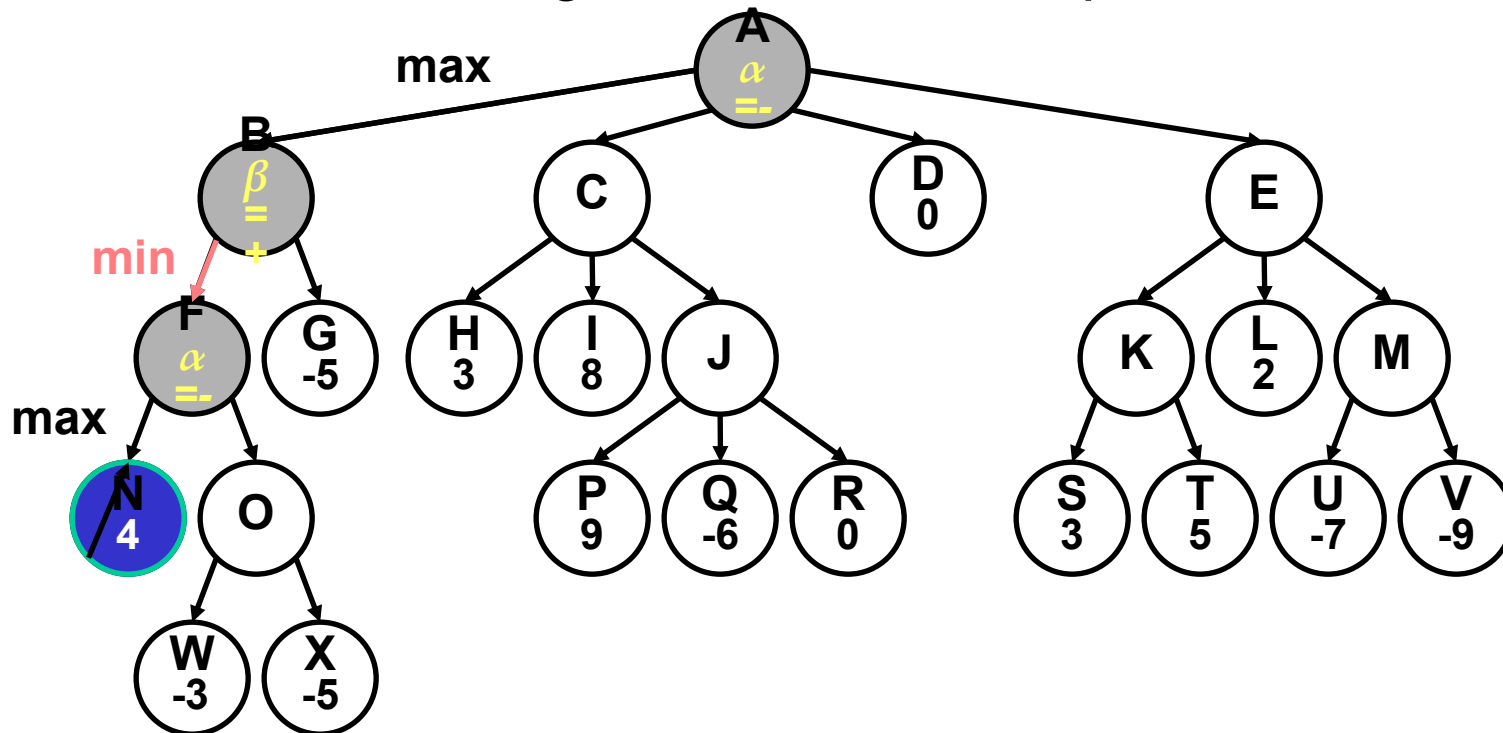 A
α
=-
max
B
β
=
+
C
D
0
E
min
F
α
=-
G
-5
H
3
I
8
J
K
L
2
M
max
N
4
O
P
9
Q
-6
R
0
S
3
T
5
U
-7
V
-9
W
-3
X
-5